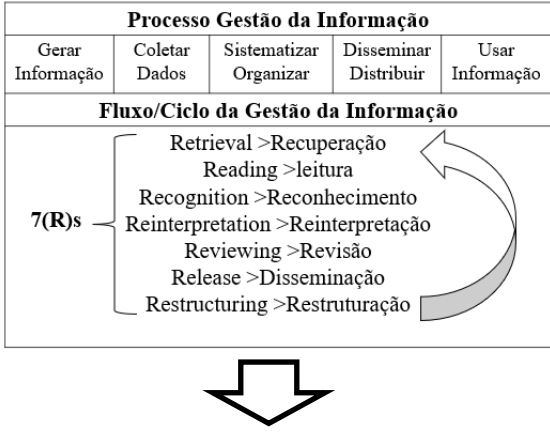 Processo Gestão da Informação
Gerar Informação
Coletar Dados
Sistematizar Organizar
Disseminar Distribuir
Usar Informação
Fluxo/Ciclo da Gestão da Informação
7(R)s
Retrieval >Recuperação
Reading >leitura
Recognition >Reconhecimento
Reinterpretation >Reinterpretação
Reviewing >Revisão
Release >Disseminação
Restructuring >Restruturação